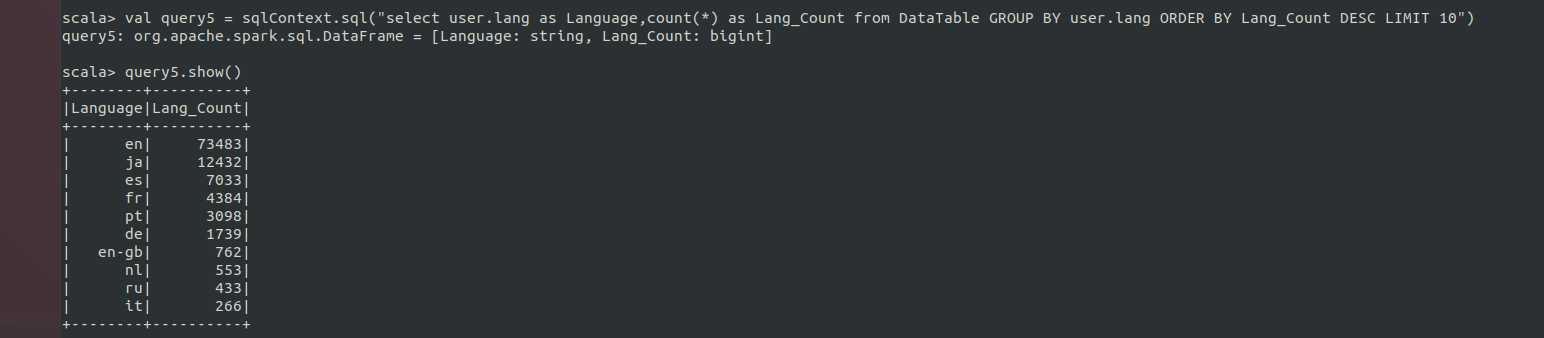 scala> val query5 = sqlContext.sql("select user.lang as Language,count(*) as Lang_Count from DataTable GROUP BY user.lang ORDER BY Lang_Count DESC LIMIT 10")
query5: org.apache.spark.sql.DataFrame = [Language: string, Lang_Count: bigint]
scala> query5.show()
+--------+----------+
|Language|Lang_Count|
+--------+----------+
|      en|     73483|
|      ja|     12432|
|      es|      7033|
|      fr|      4384|
|      pt|      3098|
|      de|      1739|
|   en-gb|       762|
|      nl|       553|
|      ru|       433|
|      it|       266|
+--------+----------+